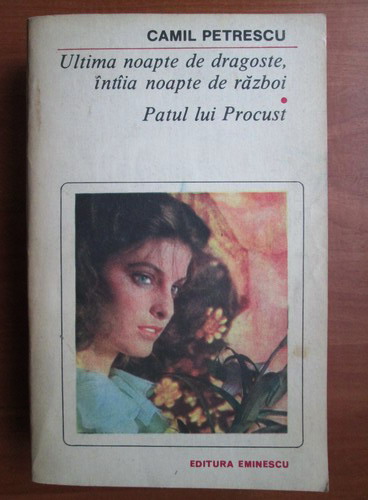 CAMIL PETRESCU
Ultima noapte de dragoste,
întîia noapte de război
Patul lui Procust
EDITURA EMINESCU